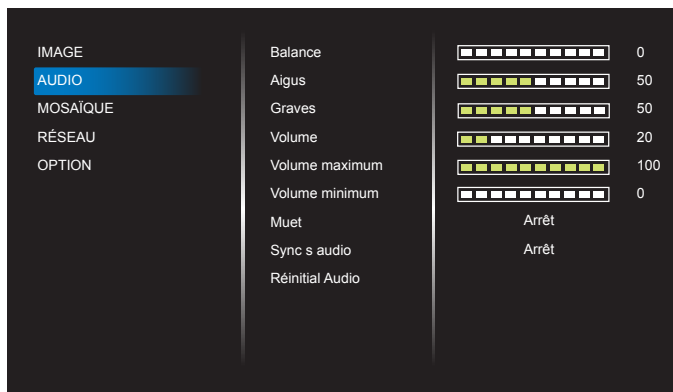 IMAGE
AUDIO
MOSAÏQUE
RÉSEAU
OPTION
Balance 0
Aigus 50
Graves 50
Volume 20
Volume maximum 100
Volume minimum 0
Muet Arrêt
Sync s audio Arrêt
Réinitial Audio